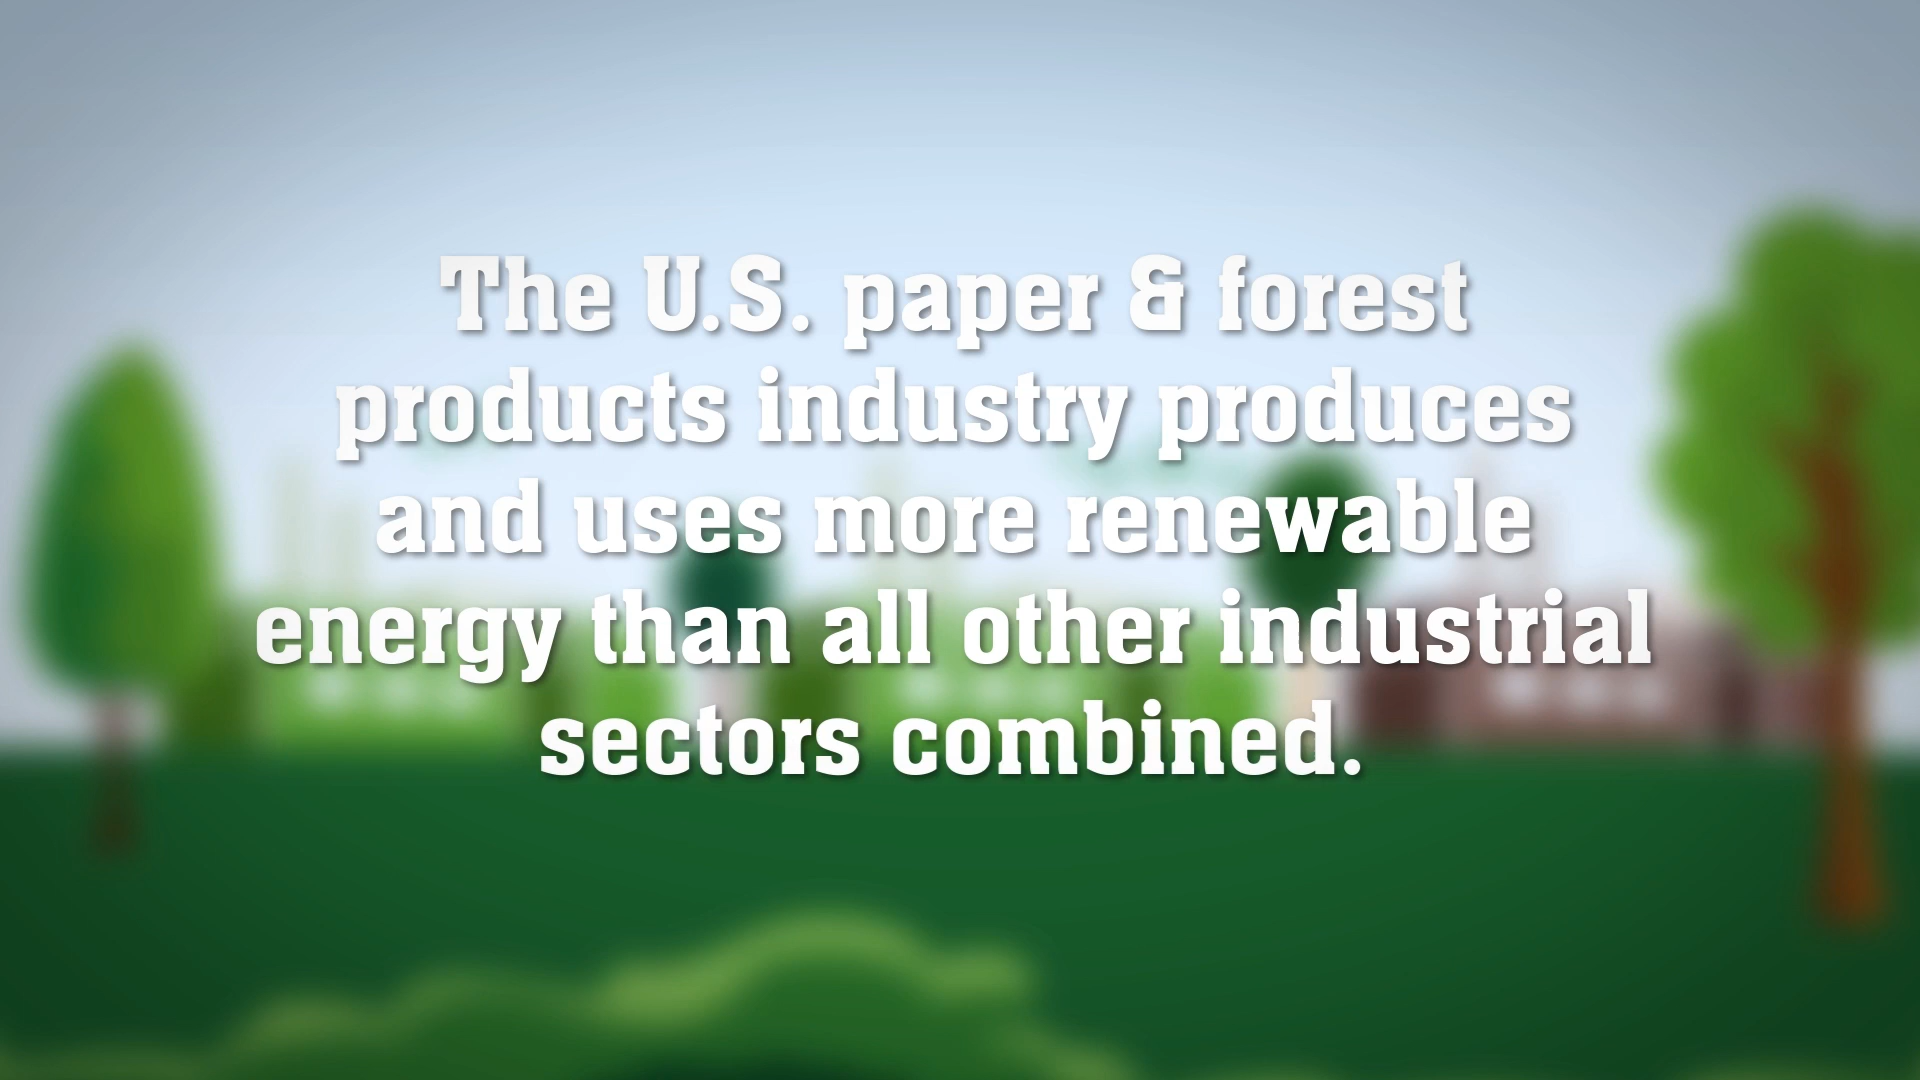 The U.S. paper & forest
products industry produces
and uses more renewable
energy than all other industrial
sectors combined.